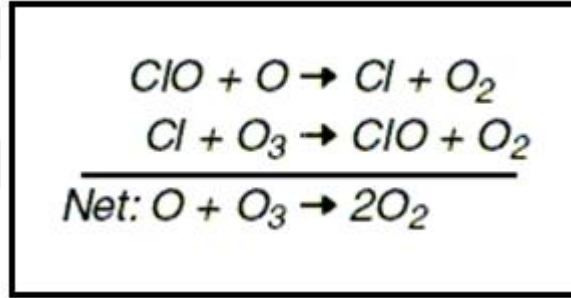 ClO + O → Cl + O₂
Cl + O₃ → ClO + O₂
Net: O + O₃ → 2O₂